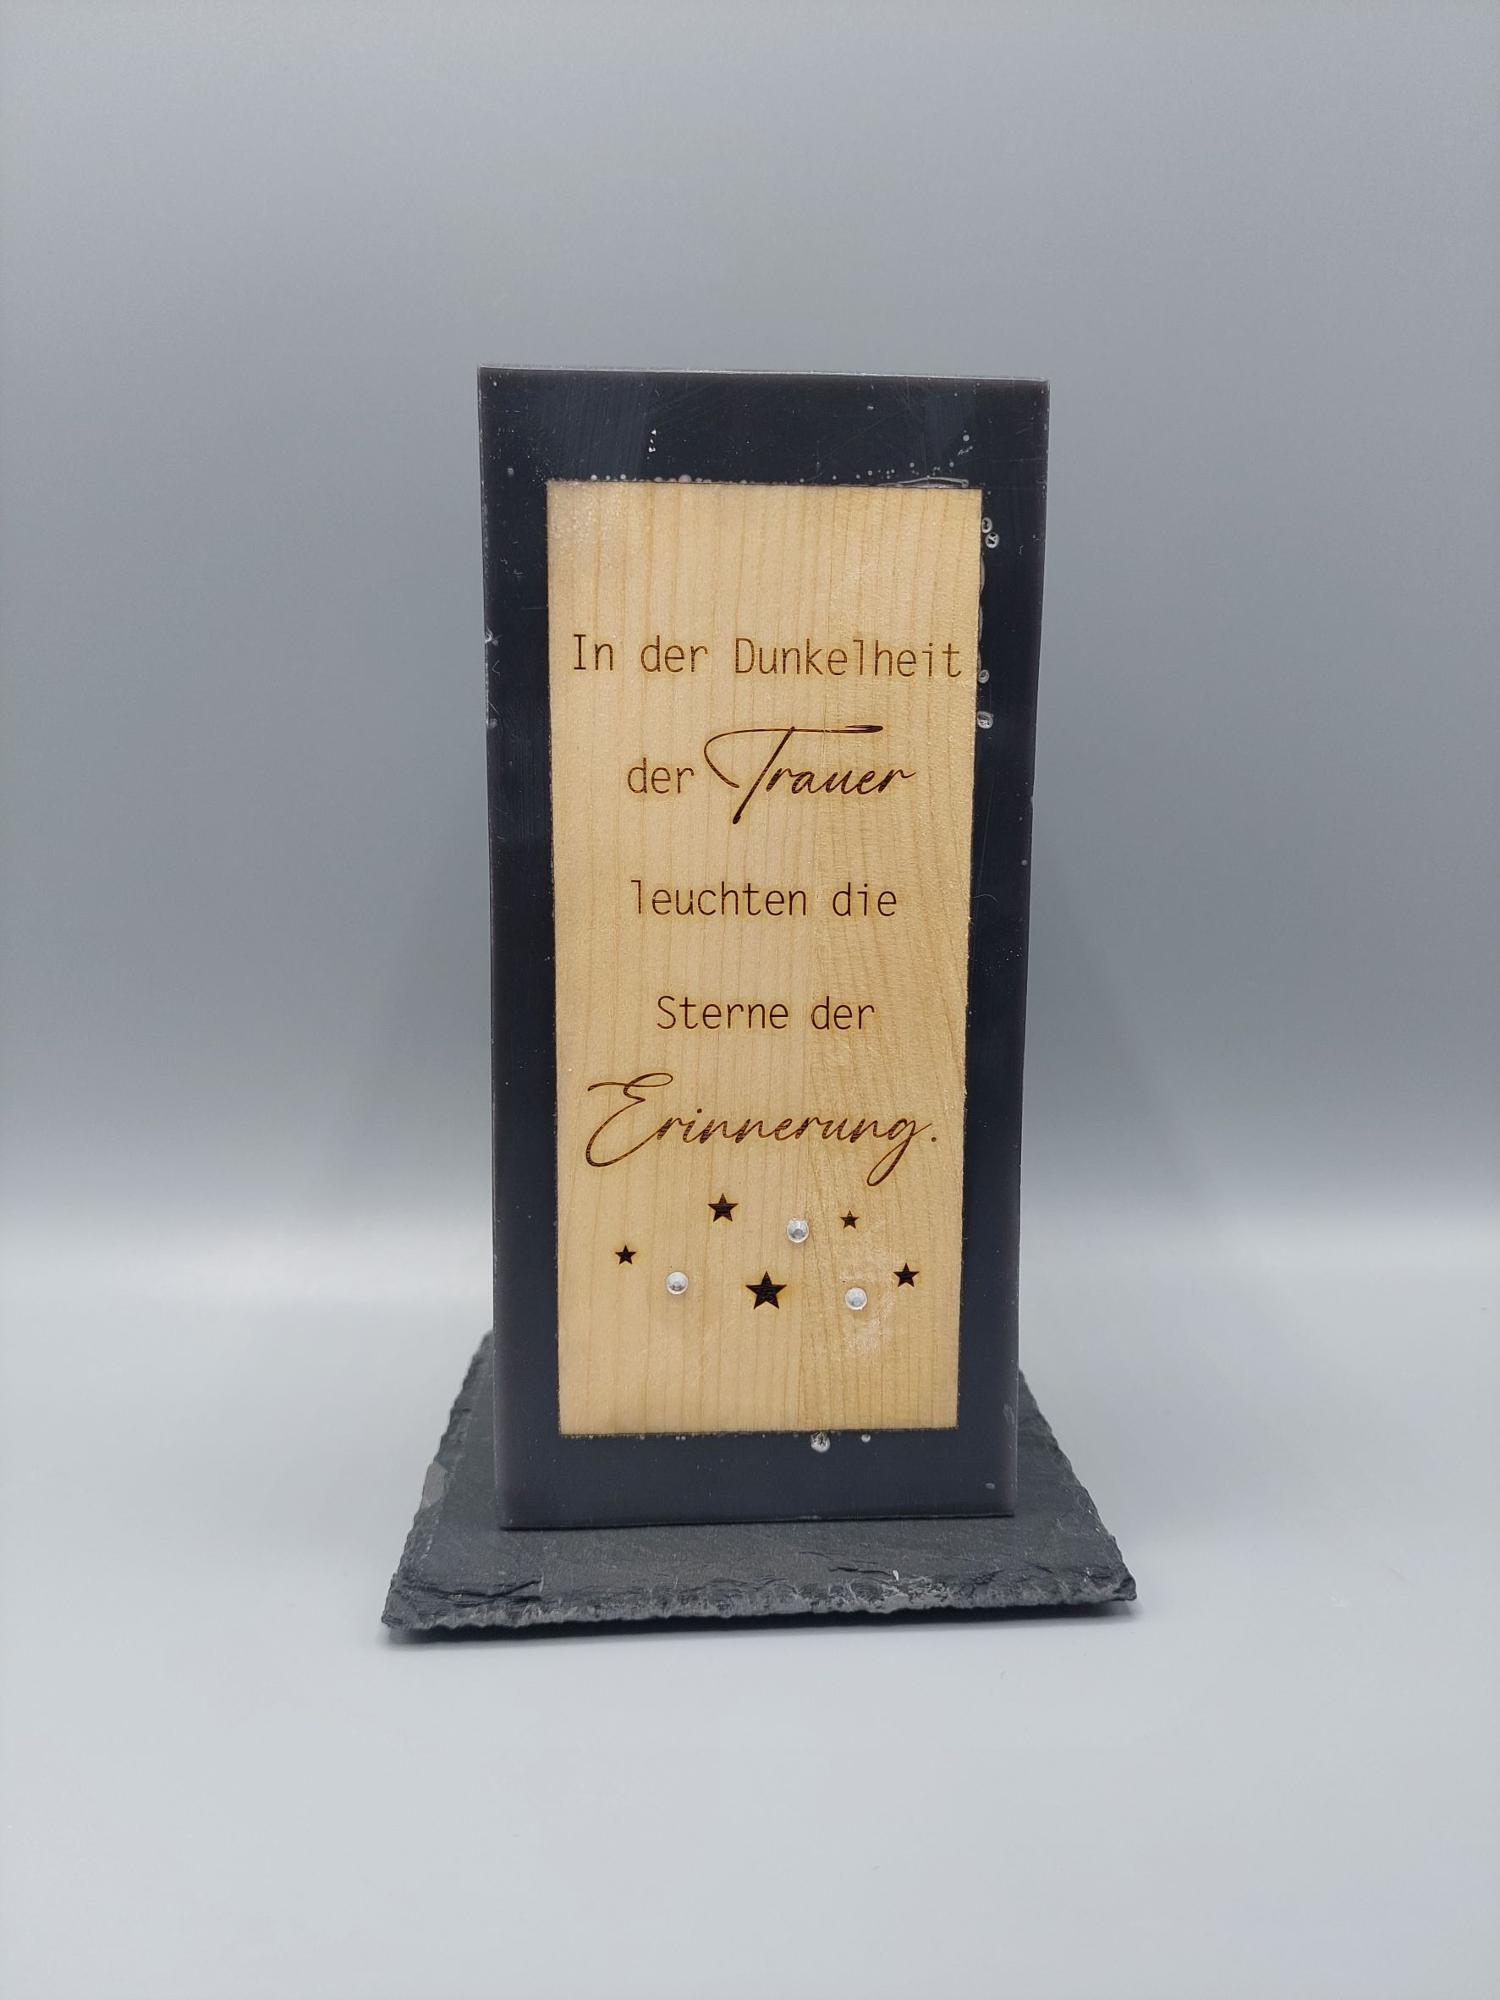 In der Dunkelheit
der Trauer
leuchten die
Sterne der
Erinnerung.